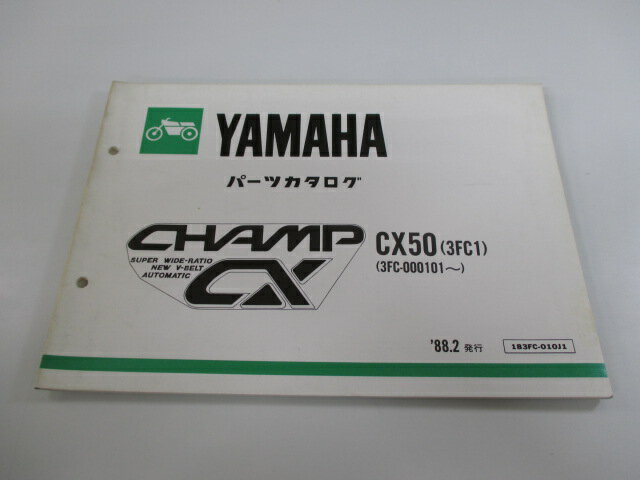 YAMAHA
パーツカタログ
CHAMP CX
SUPER WIDE-RATIO
NEW V-BELT
AUTOMATIC
CX50 (3FC1)
(3FC-000101～)
'88.2 発行
183FC-010J1